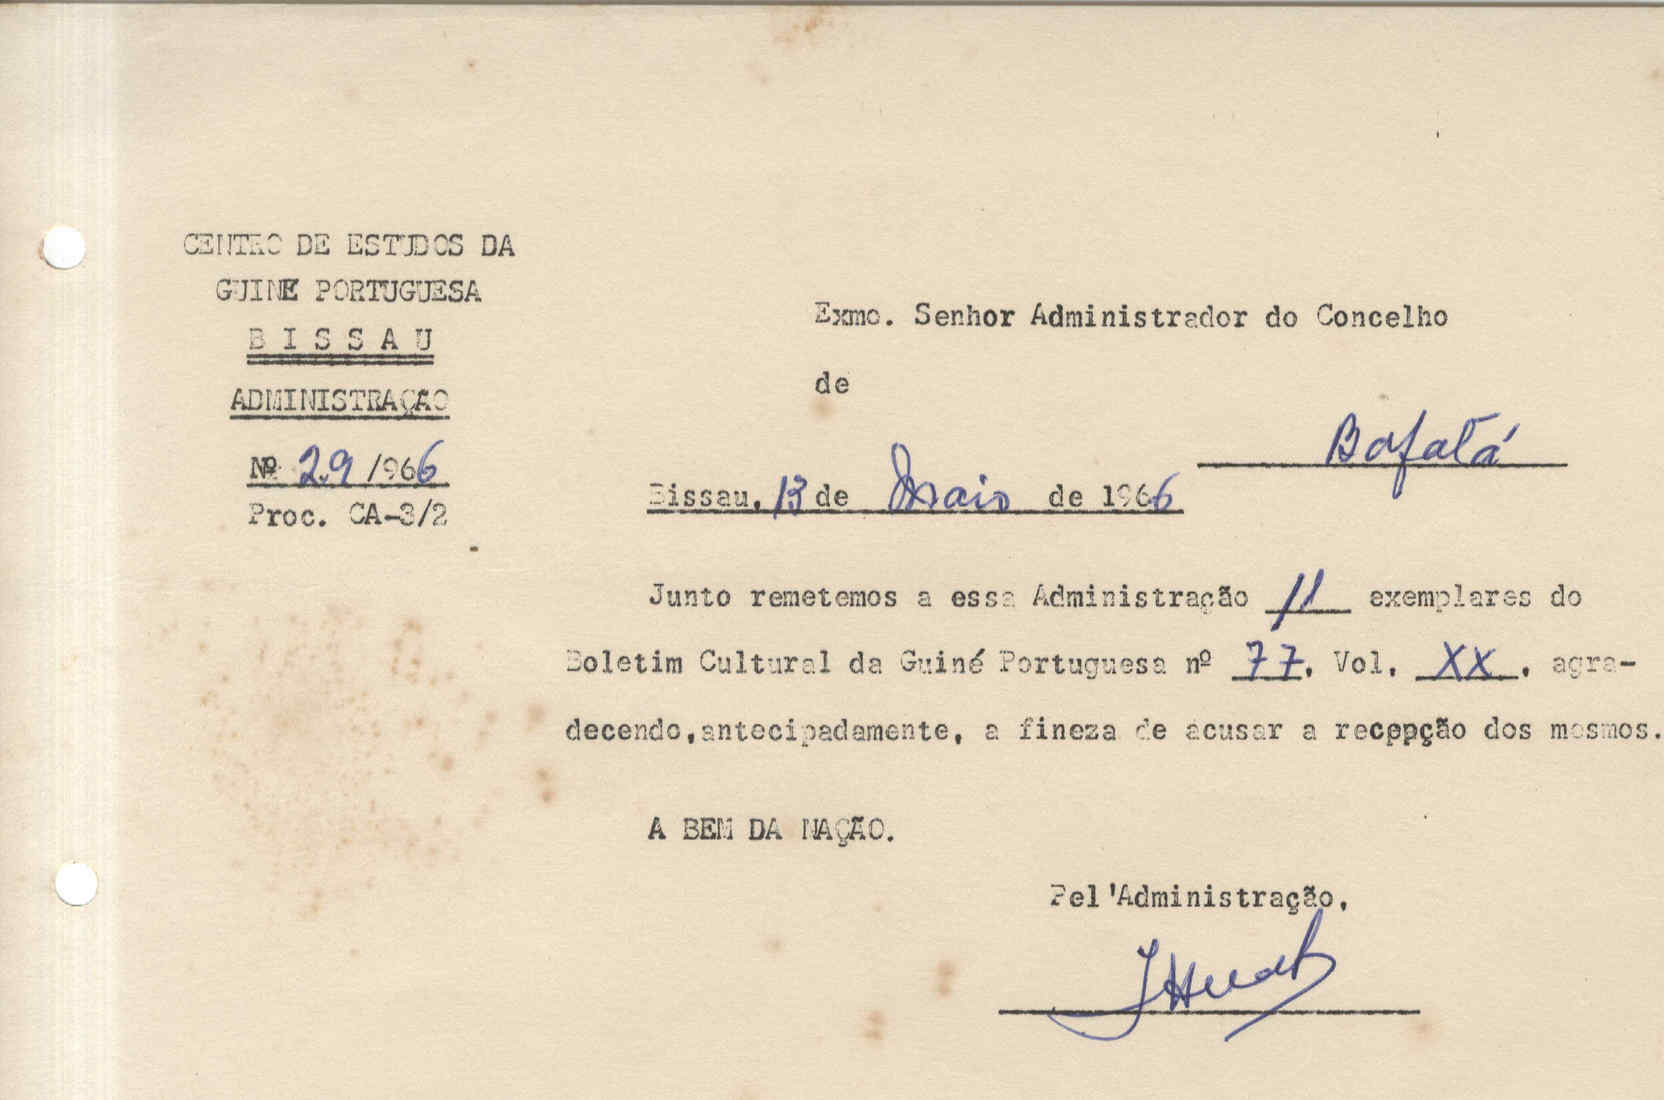 CENTRO DE ESTUDOS DA
GUINE PORTUGUESA
B I S S A U
ADMINISTRAÇAO
Nº 29 /966
Proc. CA-3/2
Exmo. Senhor Administrador do Concelho
de
Bafatá
Bissau, 13 de Maio de 1966
Junto remetemos a essa Administração 11 exemplares do
Boletim Cultural da Guiné Portuguesa nº 77, Vol. XX, agra-
decendo,antecipadamente, a fineza de acusar a recepção dos mesmos.
A BEM DA NAÇÃO.
Pel'Administração,